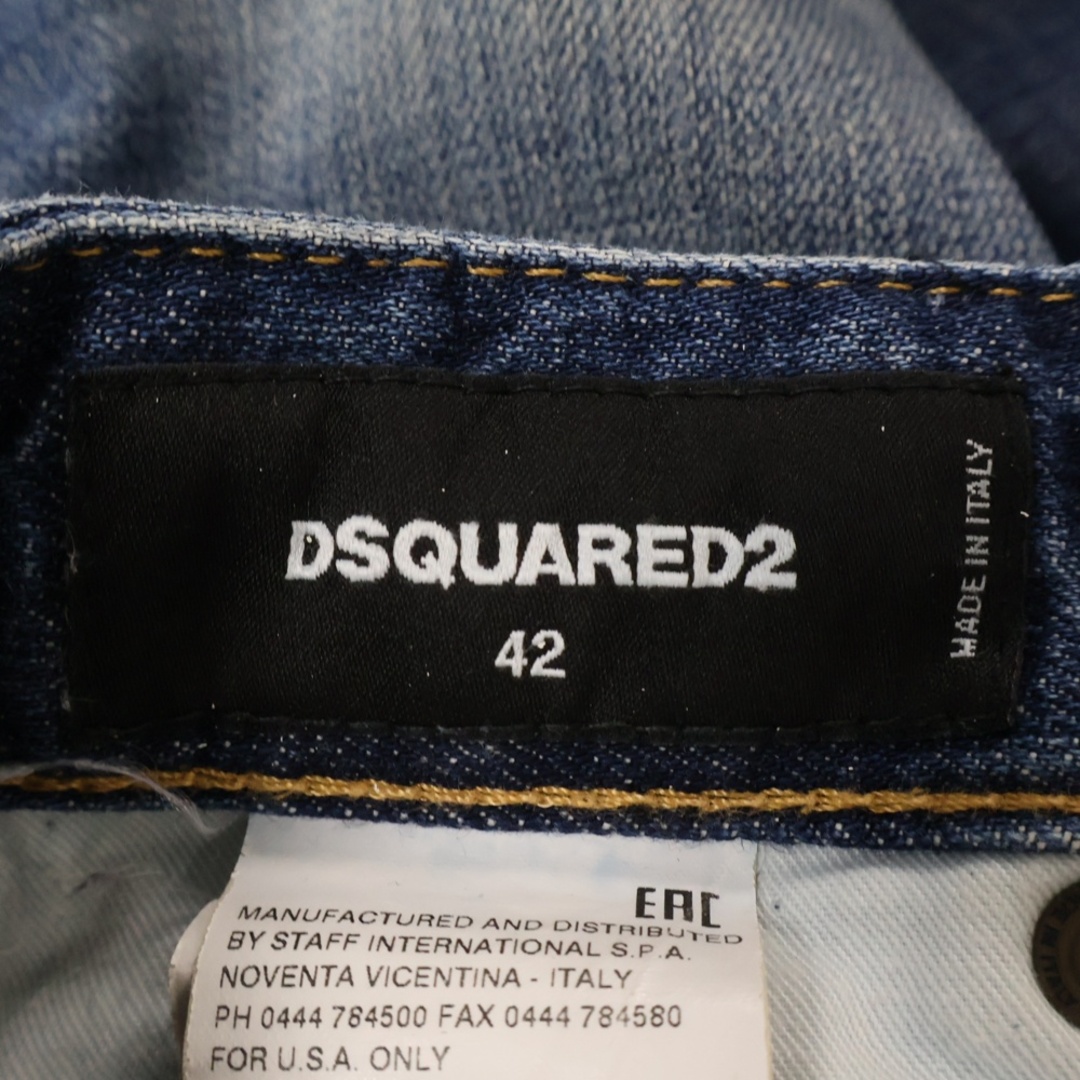 DSQUARED2
42
MADE IN ITALY
EAC
MANUFACTURED AND DISTRIBUTED
BY STAFF INTERNATIONAL S.P.A.
NOVENTA VICENTINA - ITALY
PH 0444 784500 FAX 0444 784580
FOR U.S.A. ONLY